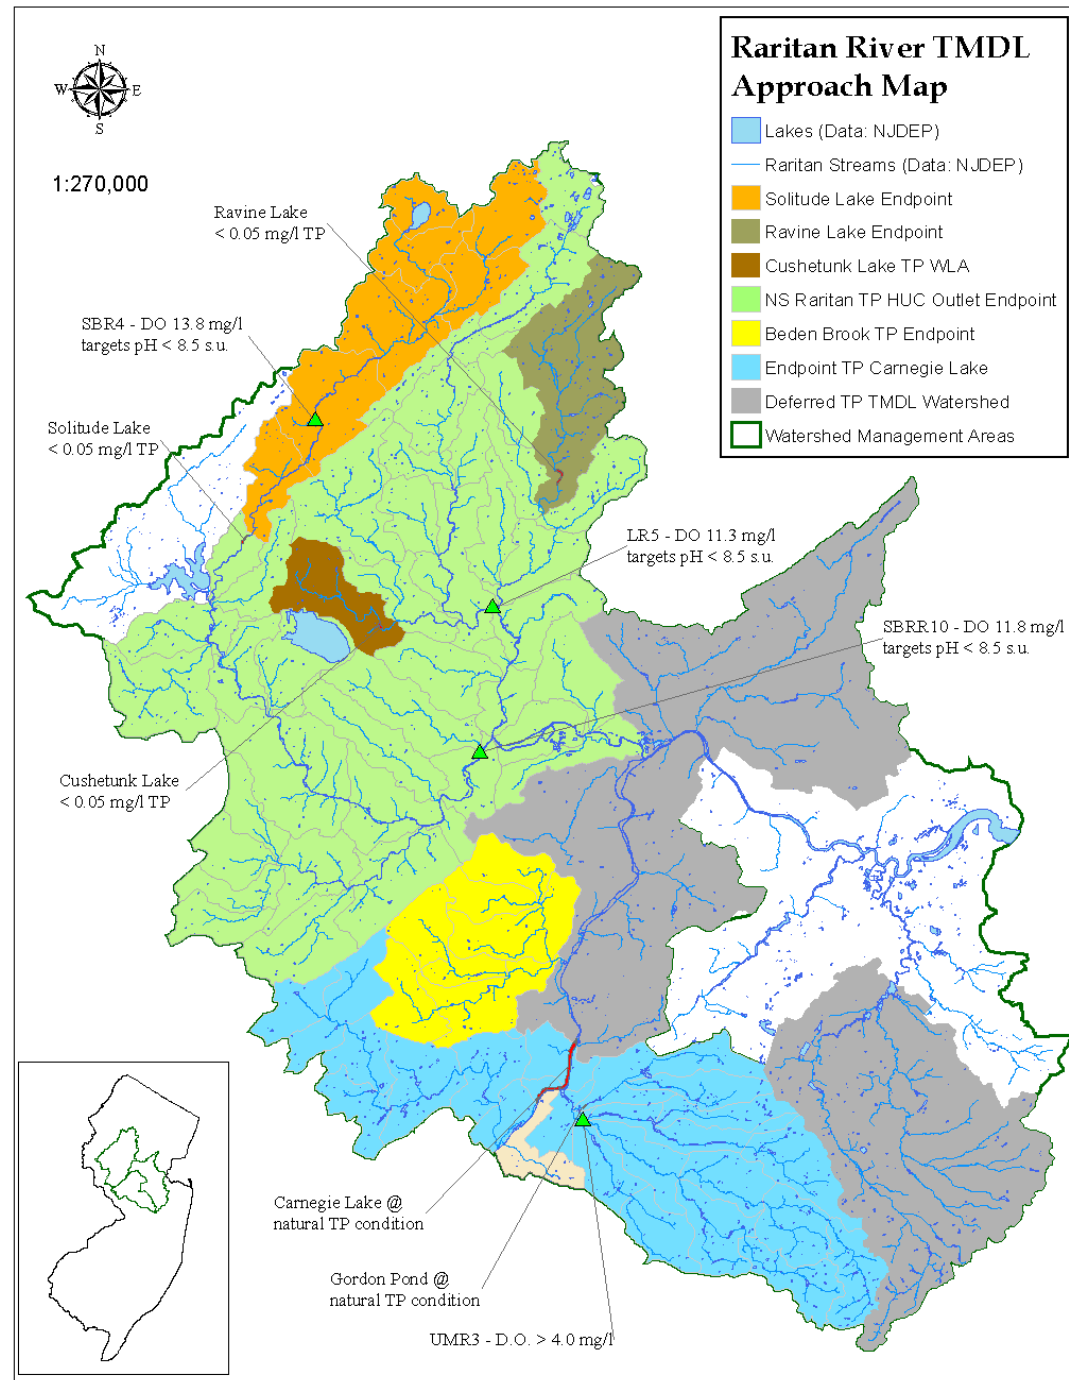 Raritan River TMDL
Approach Map
Lakes (Data: NJDEP)
Raritan Streams (Data: NJDEP)
Solitude Lake Endpoint
Ravine Lake Endpoint
Cushetunk Lake TP WLA
NS Raritan TP HUC Outlet Endpoint
Beden Brook TP Endpoint
Endpoint TP Carnegie Lake
Deferred TP TMDL Watershed
Watershed Management Areas
N
W E
S
1:270,000
Ravine Lake
< 0.05 mg/l TP
SBR4 - DO 13.8 mg/l
targets pH < 8.5 s.u.
Solitude Lake
< 0.05 mg/l TP
LR5 - DO 11.3 mg/l
targets pH < 8.5 s.u.
SBRR10 - DO 11.8 mg/l
targets pH < 8.5 s.u.
Cushetunk Lake
< 0.05 mg/l TP
Carnegie Lake @
natural TP condition
Gordon Pond @
natural TP condition
UMR3 - D.O. > 4.0 mg/l